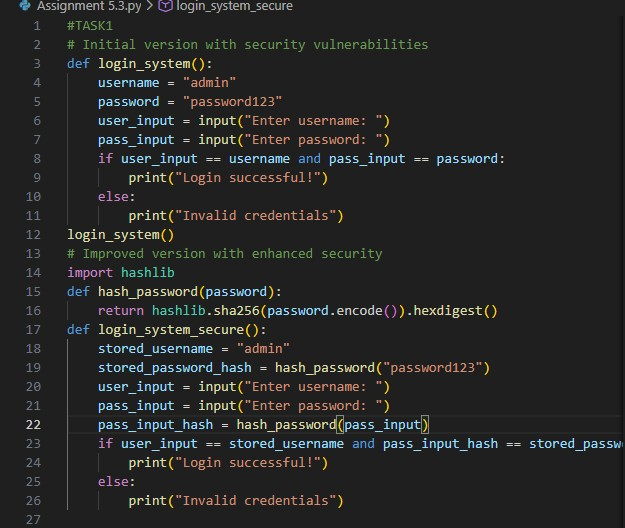 Assignment 5.3.py > login_system_secure
1 #TASK1
2 # Initial version with security vulnerabilities
3 def login_system():
4     username = "admin"
5     password = "password123"
6     user_input = input("Enter username: ")
7     pass_input = input("Enter password: ")
8     if user_input == username and pass_input == password:
9         print("Login successful!")
10     else:
11         print("Invalid credentials")
12 login_system()
13 # Improved version with enhanced security
14 import hashlib
15 def hash_password(password):
16     return hashlib.sha256(password.encode()).hexdigest()
17 def login_system_secure():
18     stored_username = "admin"
19     stored_password_hash = hash_password("password123")
20     user_input = input("Enter username: ")
21     pass_input = input("Enter password: ")
22     pass_input_hash = hash_password(pass_input)
23     if user_input == stored_username and pass_input_hash == stored_passw
24         print("Login successful!")
25     else:
26         print("Invalid credentials")
27